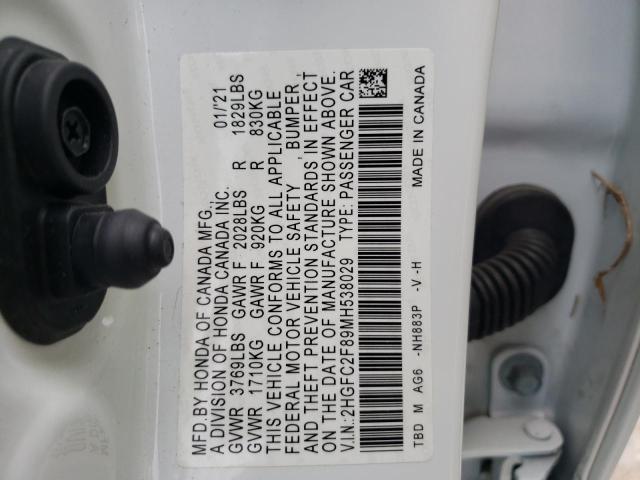 MFD.BY HONDA OF CANADA MFG.,
A DIVISION OF HONDA CANADA INC. 01/'21
GVWR 3769LBS GAWR F 2028LBS R 1829LBS
GVWR 1710KG GAWR F 920KG R 830KG
THIS VEHICLE CONFORMS TO ALL APPLICABLE
FEDERAL MOTOR VEHICLE SAFETY , BUMPER,
AND THEFT PREVENTION STANDARDS IN EFFECT
ON THE DATE OF MANUFACTURE SHOWN ABOVE.
V.I.N.:2HGFC2F89MH538029 TYPE: PASSENGER CAR
TBD M AG6 -NH883P -V -H MADE IN CANADA